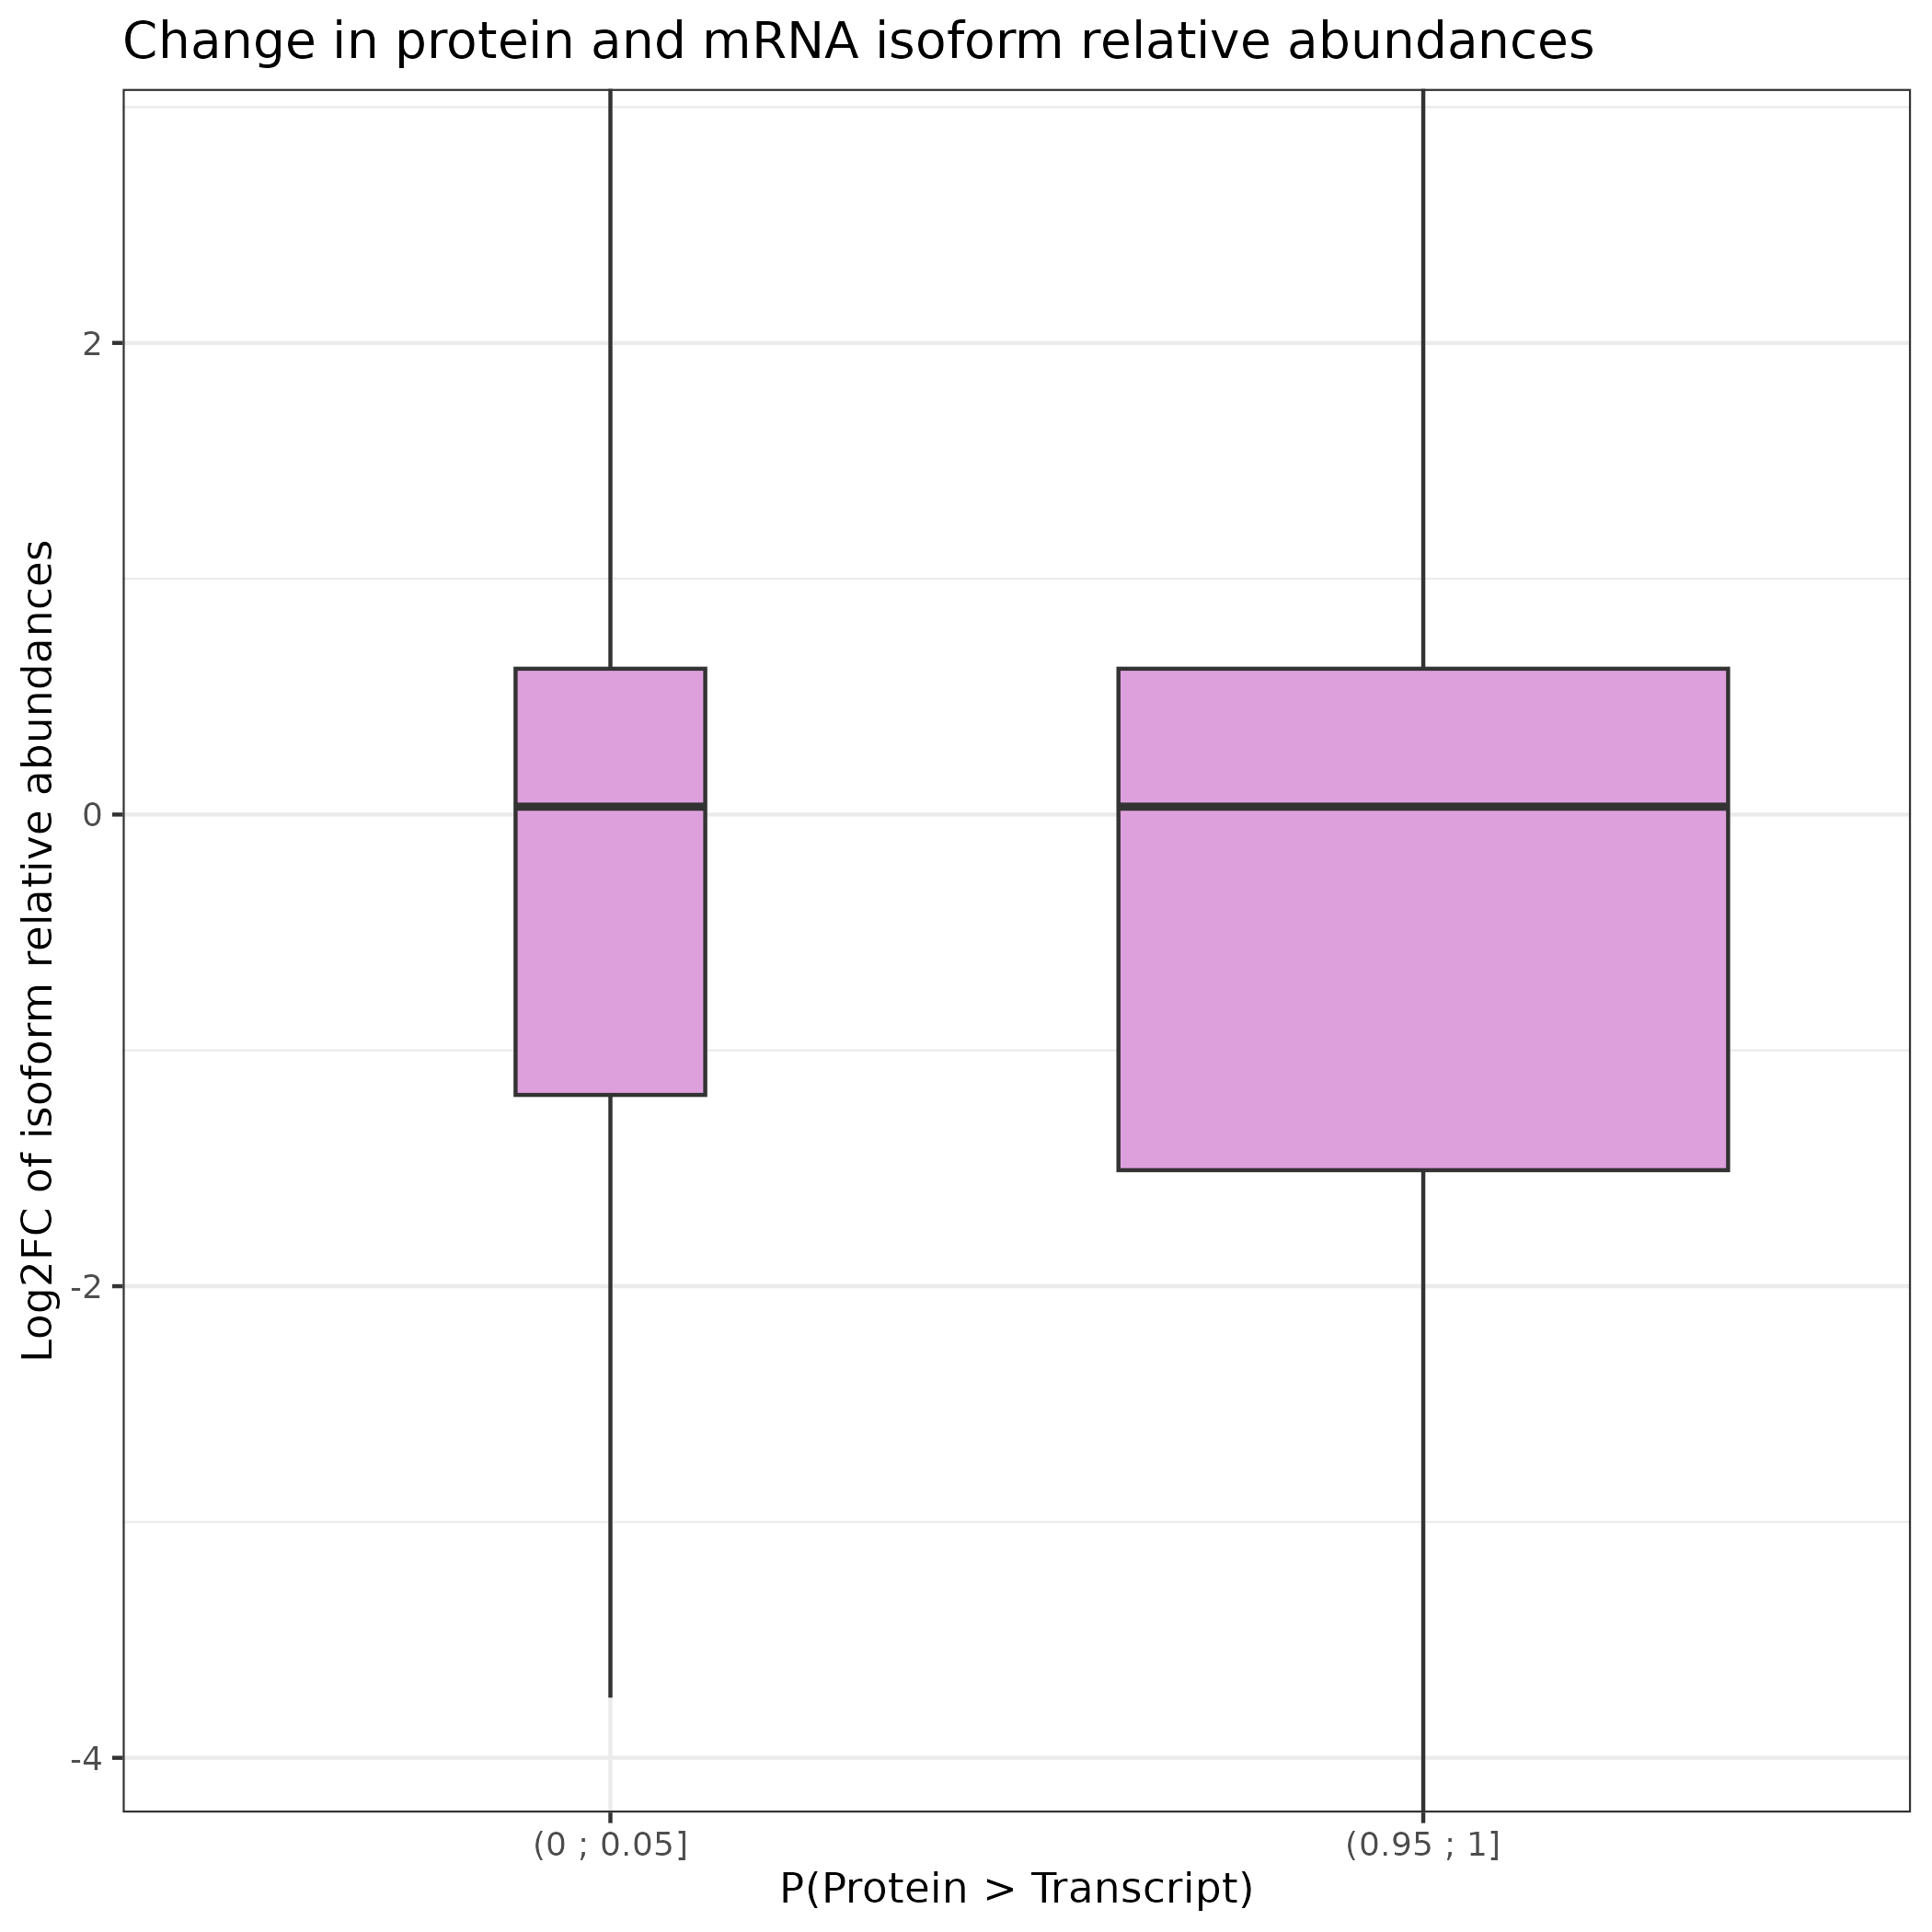 Change in protein and mRNA isoform relative abundances
Log2FC of isoform relative abundances
2
0
-2
-4
(0 ; 0.05]
(0.95 ; 1]
P(Protein > Transcript)